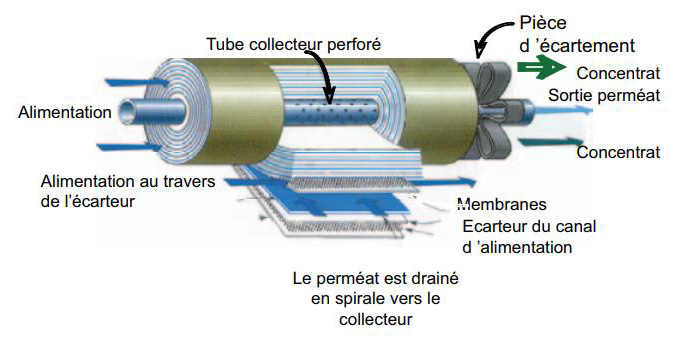 Pièce
d ’écartement
Tube collecteur perforé
Concentrat
Sortie perméat
Alimentation
Concentrat
Alimentation au travers
de l’écarteur
Membranes
Ecarteur du canal
d ’alimentation
Le perméat est drainé
en spirale vers le
collecteur